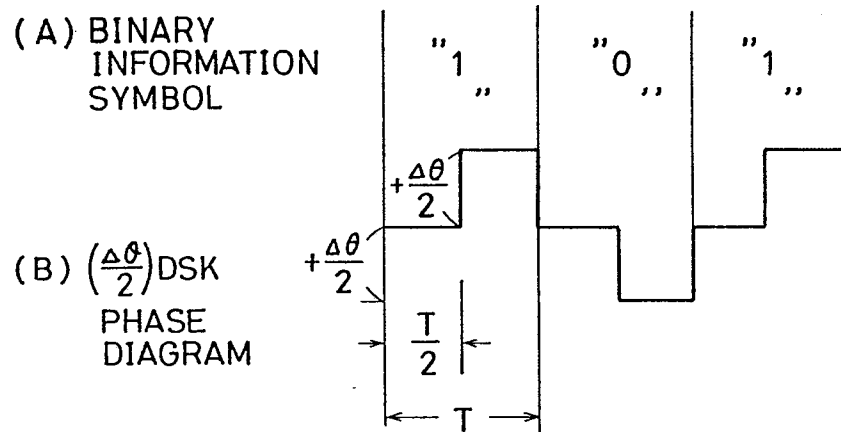 (A) BINARY
INFORMATION
SYMBOL
"1„
"0„
"1„
+Δθ/2
+Δθ/2
(B) (Δθ/2)DSK
PHASE
DIAGRAM
T/2
T